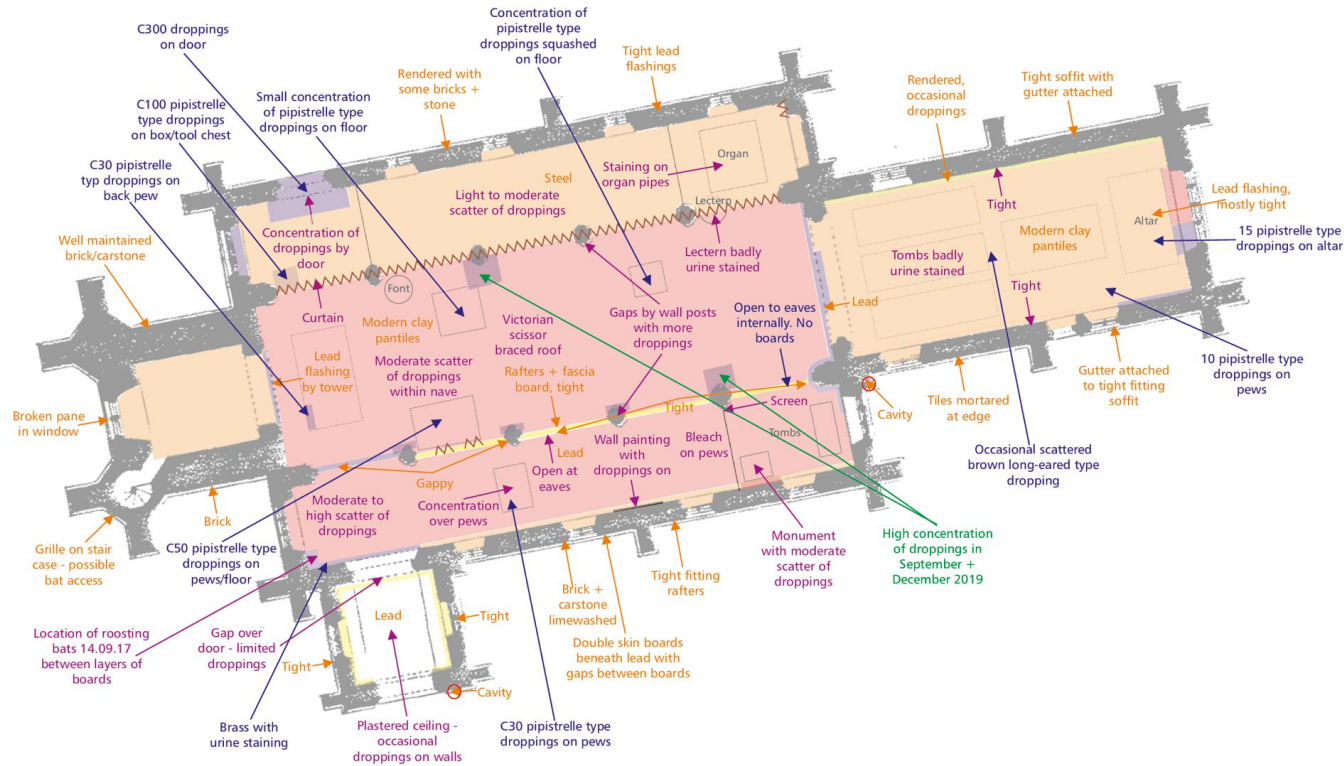 C300 droppings
on door
C100 pipistrelle
type droppings
on box/tool chest
C30 pipistrelle
typ droppings on
back pew
Well maintained
brick/carstone
Small concentration
of pipistrelle type
droppings on floor
Rendered with
some bricks +
stone
Concentration of
pipistrelle type
droppings squashed
on floor
Tight lead
flashings
Rendered,
occasional
droppings
Tight soffit with
gutter attached
Lead flashing,
mostly tight
15 pipistrelle type
droppings on altar
Organ
Staining on
organ pipes
Steel
Light to moderate
scatter of droppings
Lectern
Lectern badly
urine stained
Concentration of
droppings by
door
Curtain
Font
Modern clay
pantiles
Victorian
scissor
braced roof
Gaps by wall posts
with more
droppings
Open to eaves
internally. No
boards
Lead
Tight
Tombs badly
urine stained
Modern clay
pantiles
Altar
Tight
Lead
flashing
by tower
Moderate scatter
of droppings
within nave
Rafters + fascia
board, tight
Tight
Screen
Tombs
Bleach
on pews
Wall painting
with
droppings on
Lead
Open at
eaves
Gappy
Concentration
over pews
Moderate to
high scatter of
droppings
Broken pane
in window
Brick
Grille on stair
case - possible
bat access
C50 pipistrelle type
droppings on
pews/floor
Cavity
Tiles mortared
at edge
Gutter attached
to tight fitting
soffit
10 pipistrelle type
droppings on
pews
Occasional scattered
brown long-eared type
dropping
High concentration
of droppings in
September +
December 2019
Monument
with moderate
scatter of
droppings
Tight fitting
rafters
Brick +
carstone
limewashed
Double skin boards
beneath lead with
gaps between boards
Location of roosting
bats 14.09.17
between layers of
boards
Gap over
door - limited
droppings
Lead
Tight
Tight
Cavity
Brass with
urine staining
Plastered ceiling -
occasional
droppings on walls
C30 pipistrelle type
droppings on pews